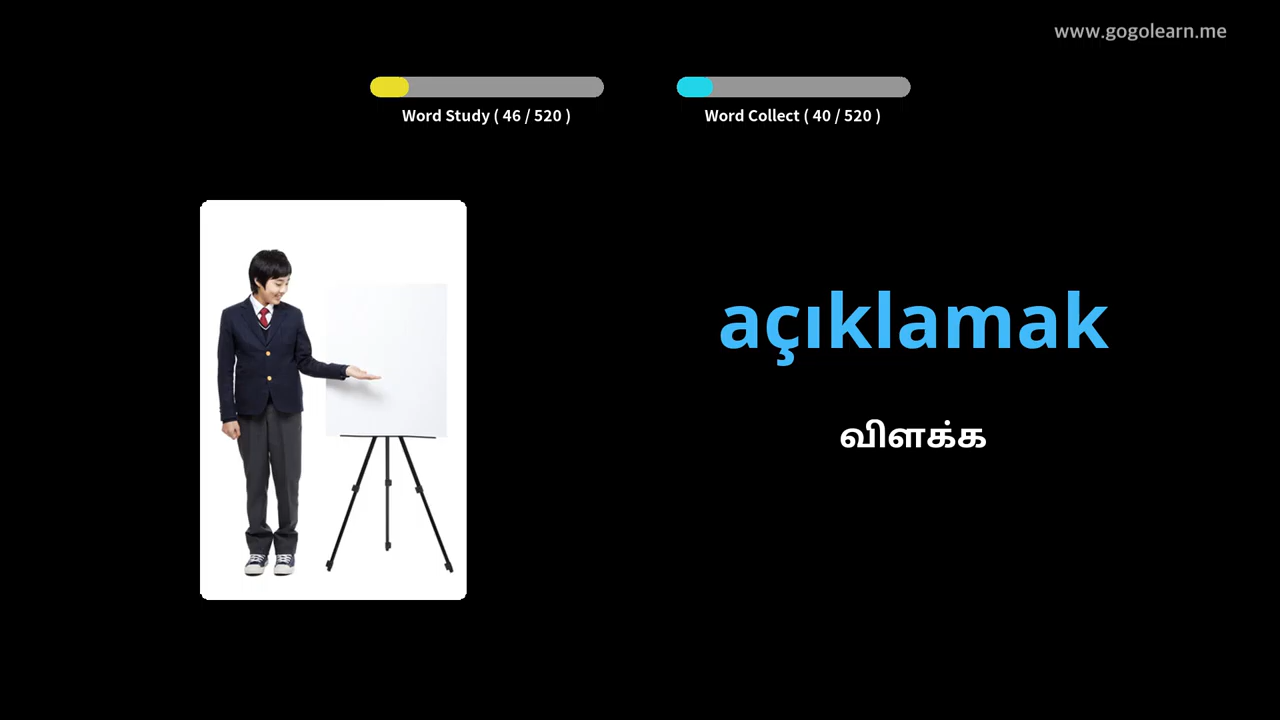 www.gogolearn.me
Word Study ( 46 / 520 )
Word Collect ( 40 / 520 )
açıklamak
விளக்க